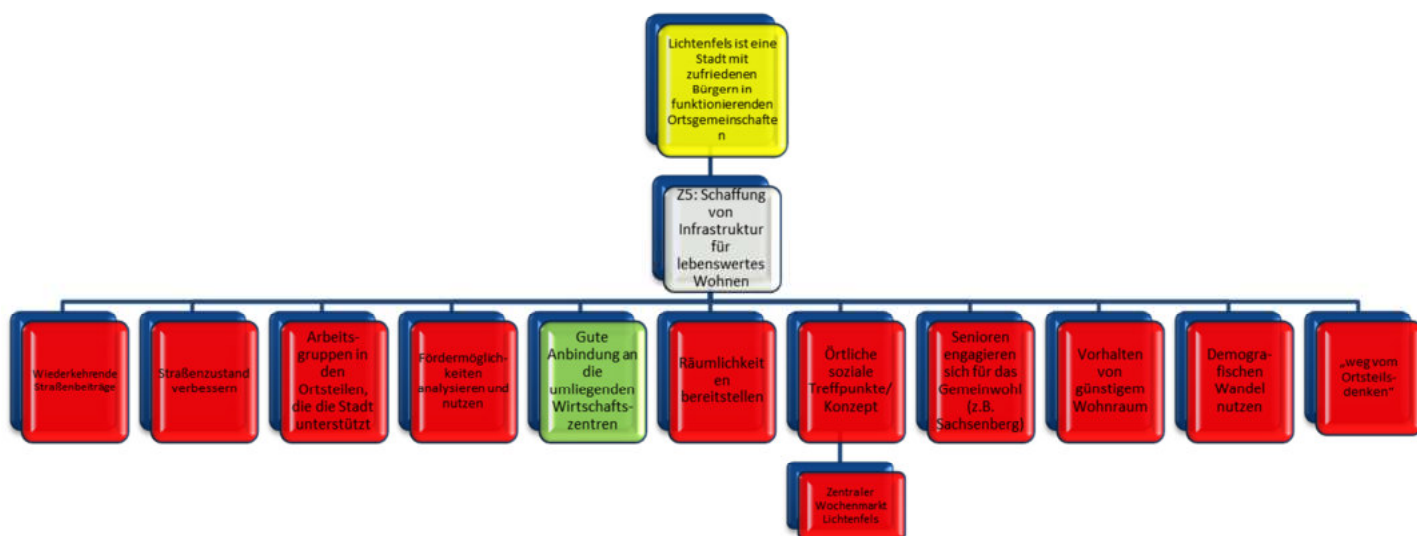 Lichtenfels ist eine
Stadt mit
zufriedenen
Bürgern in
funktionierenden
Ortsgemeinschafte
n
Z5: Schaffung
von
Infrastruktur
für
lebenswertes
Wohnen
Wiederkehrende
Straßenbeiträge
Straßenzustand
verbessern
Arbeits-
gruppen in
den
Ortsteilen,
die die Stadt
unterstützt
Fördermöglich-
keiten
analysieren und
nutzen
Gute
Anbindung an
die
umliegenden
Wirtschafts-
zentren
Räumlichkeit
en
bereitstellen
Örtliche
soziale
Treffpunkte/
Konzept
Senioren
engagieren
sich für das
Gemeinwohl
(z.B.
Sachsenberg)
Vorhalten
von
günstigem
Wohnraum
Demogra-
fischen
Wandel
nutzen
„weg vom
Ortsteils-
denken“
Zentraler
Wochenmarkt
Lichtenfels